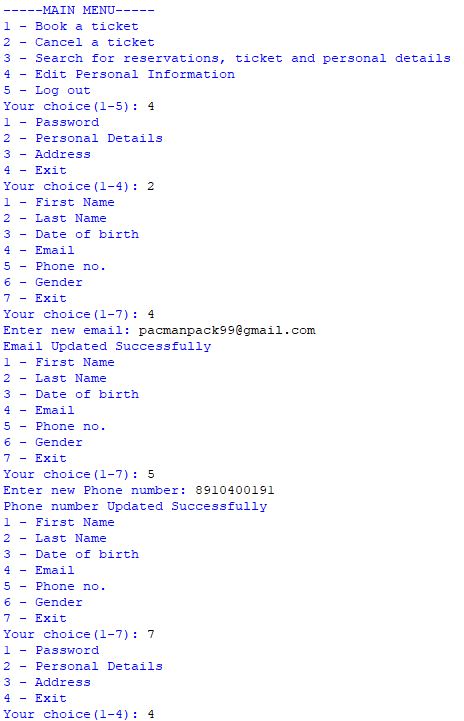 -----MAIN MENU-----
1 - Book a ticket
2 - Cancel a ticket
3 - Search for reservations, ticket and personal details
4 - Edit Personal Information
5 - Log out
Your choice(1-5): 4
1 - Password
2 - Personal Details
3 - Address
4 - Exit
Your choice(1-4): 2
1 - First Name
2 - Last Name
3 - Date of birth
4 - Email
5 - Phone no.
6 - Gender
7 - Exit
Your choice(1-7): 4
Enter new email: pacmanpack99@gmail.com
Email Updated Successfully
1 - First Name
2 - Last Name
3 - Date of birth
4 - Email
5 - Phone no.
6 - Gender
7 - Exit
Your choice(1-7): 5
Enter new Phone number: 8910400191
Phone number Updated Successfully
1 - First Name
2 - Last Name
3 - Date of birth
4 - Email
5 - Phone no.
6 - Gender
7 - Exit
Your choice(1-7): 7
1 - Password
2 - Personal Details
3 - Address
4 - Exit
Your choice(1-4): 4